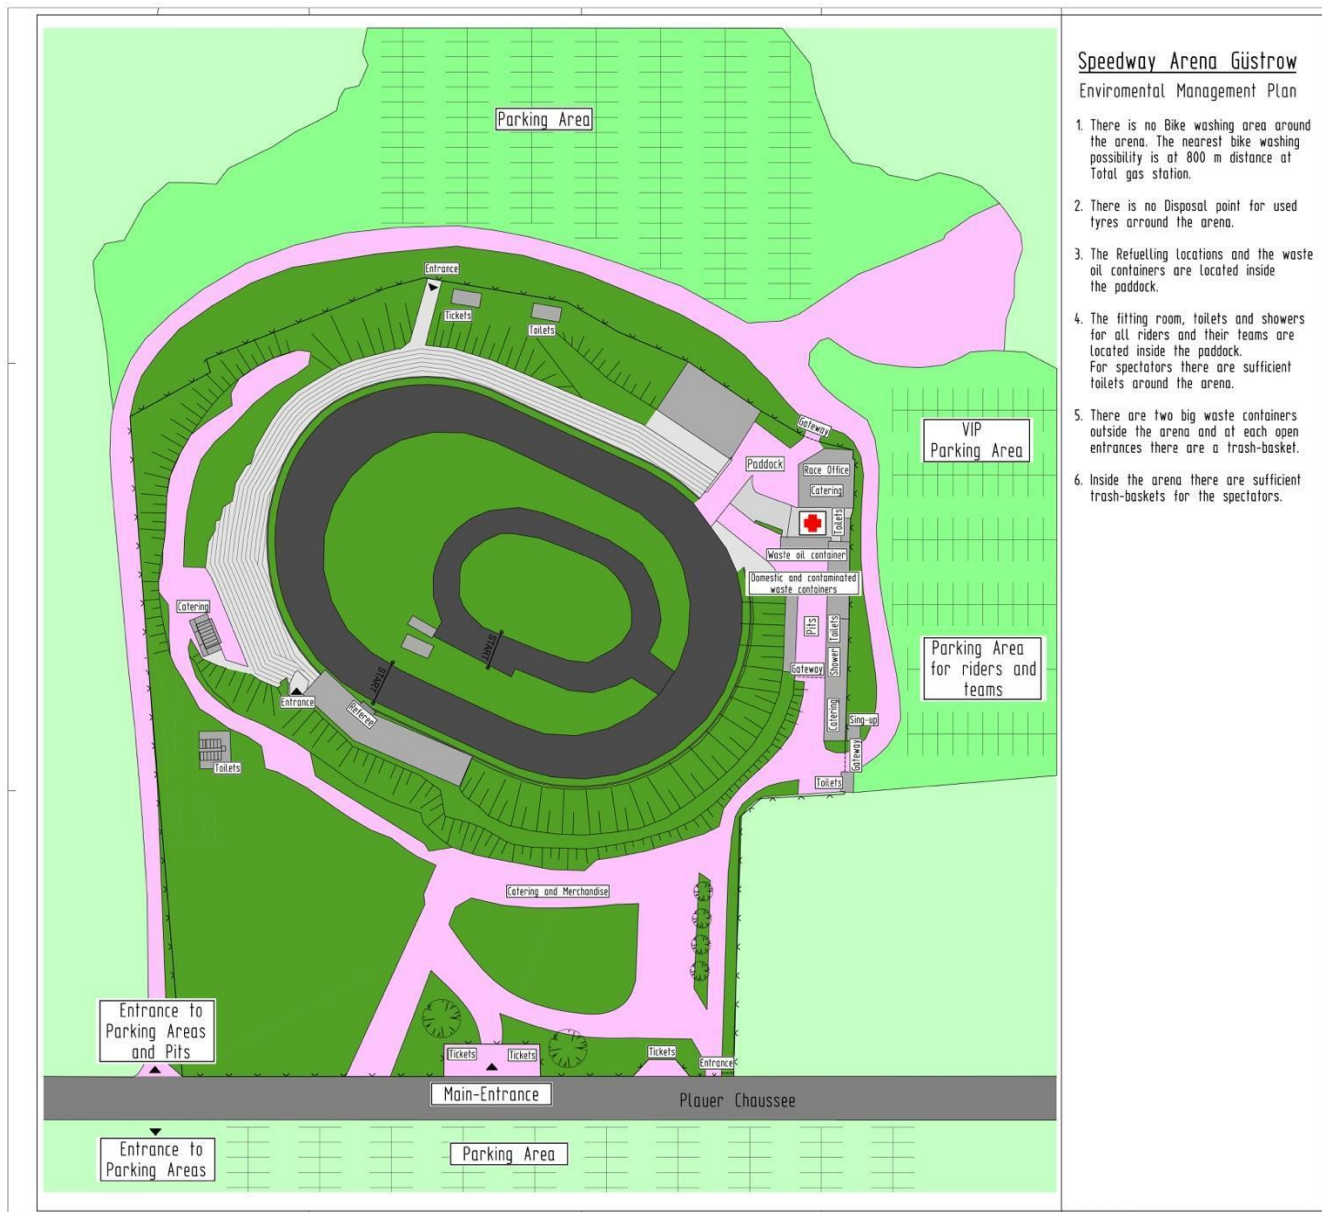 Speedway Arena Güstrow
Enviromental Management Plan
1. There is no Bike washing area around
the arena. The nearest bike washing
possibility is at 800 m distance at
Total gas station.
2. There is no Disposal point for used
tyres arround the arena.
3. The Refuelling locations and the waste
oil containers are located inside
the paddock.
4. The fitting room, toilets and showers
for all riders and their teams are
located inside the paddock.
For spectators there are sufficient
toilets around the arena.
5. There are two big waste containers
outside the arena and at each open
entrances there are a trash-basket.
6. Inside the arena there are sufficient
trash-baskets for the spectators.
Parking Area
Entrance
Tickets
Toilets
Gateway
VIP
Parking Area
Paddock
Race Office
Catering
Toilets
Waste oil container
Domestic and contaminated
waste containers
Pits
Toilets
Gateway
Shower
Parking Area
for riders and
teams
Catering
Sing-up
Gateway
Toilets
Catering
START
START
Entrance
Referee
Toilets
Catering and Merchandise
Entrance to
Parking Areas
and Pits
Tickets
Tickets
Tickets
Entrance
Main-Entrance
Plauer Chaussee
Entrance to
Parking Areas
Parking Area